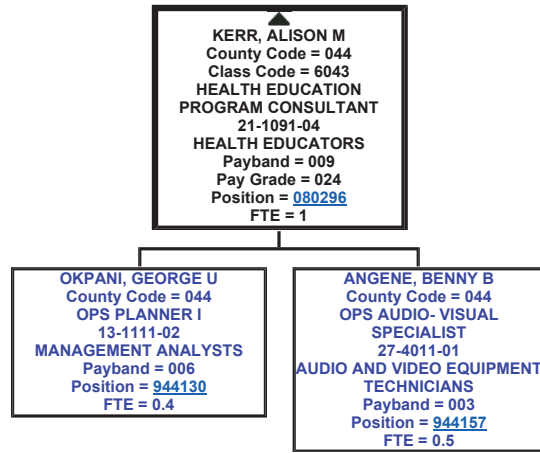 KERR, ALISON M
County Code = 044
Class Code = 6043
HEALTH EDUCATION
PROGRAM CONSULTANT
21-1091-04
HEALTH EDUCATORS
Payband = 009
Pay Grade = 024
Position = 080296
FTE = 1
OKPANI, GEORGE U
County Code = 044
OPS PLANNER I
13-1111-02
MANAGEMENT ANALYSTS
Payband = 006
Position = 944130
FTE = 0.4
ANGENE, BENNY B
County Code = 044
OPS AUDIO- VISUAL
SPECIALIST
27-4011-01
AUDIO AND VIDEO EQUIPMENT
TECHNICIANS
Payband = 003
Position = 944157
FTE = 0.5